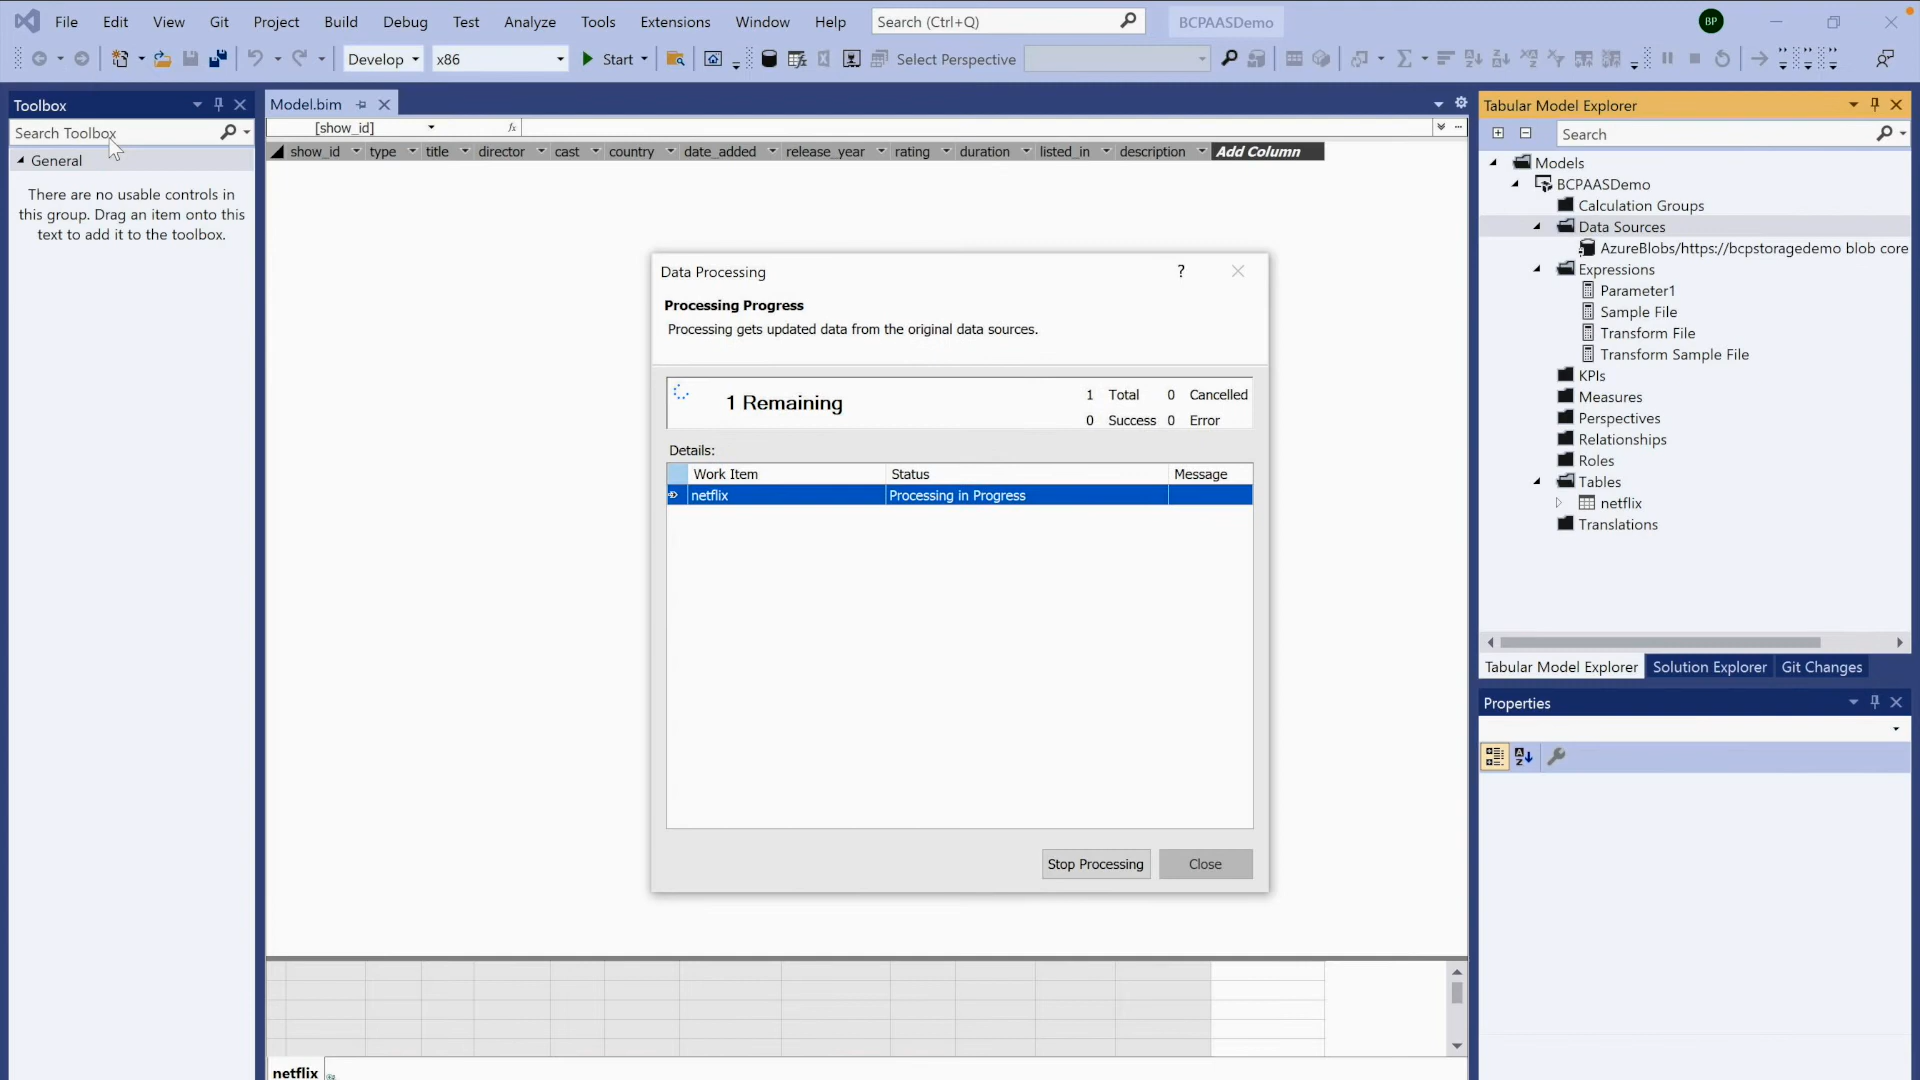 File Edit View Git Project Build Debug Test Analyze Tools Extensions Window Help Search (Ctrl+Q) BCPAASDemo BP
Develop x86 Start Select Perspective
Toolbox
Search Toolbox
General
There are no usable controls in
this group. Drag an item onto this
text to add it to the toolbox.
Model.bim
[show_id] fx
show_id type title director cast country date_added release_year rating duration listed_in description Add Column
Data Processing ?
Processing Progress
Processing gets updated data from the original data sources.
1 Remaining
1 Total 0 Cancelled
0 Success 0 Error
Details:
Work Item Status Message
netflix Processing in Progress
Stop Processing Close
netflix
Tabular Model Explorer
Search
Models
BCPAASDemo
Calculation Groups
Data Sources
AzureBlobs/https://bcpstoragedemo blob core
Expressions
Parameter1
Sample File
Transform File
Transform Sample File
KPIs
Measures
Perspectives
Relationships
Roles
Tables
netflix
Translations
Tabular Model Explorer Solution Explorer Git Changes
Properties